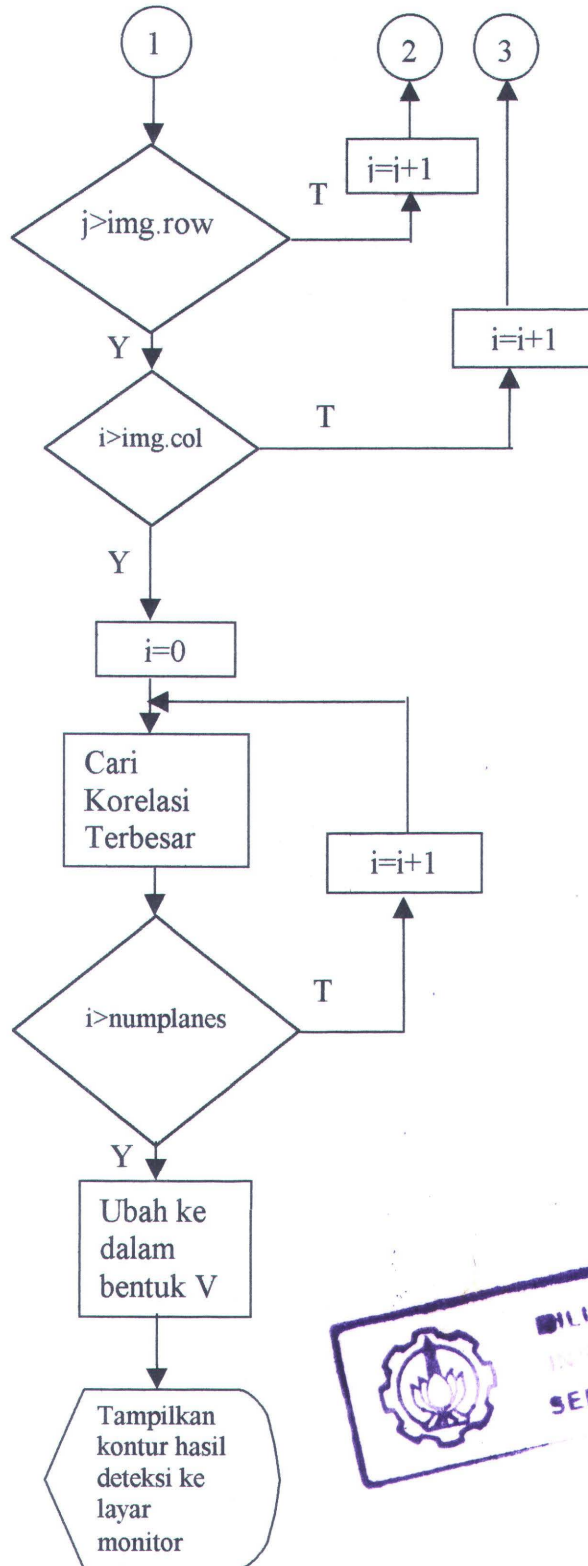 1
2
3
j=j+1
j>img.row
T
Y
i=i+1
i>img.col
T
Y
i=0
Cari
Korelasi
Terbesar
i=i+1
i>numplanes
T
Y
Ubah ke
dalam
bentuk V
Tampilkan
kontur hasil
deteksi ke
layar
monitor